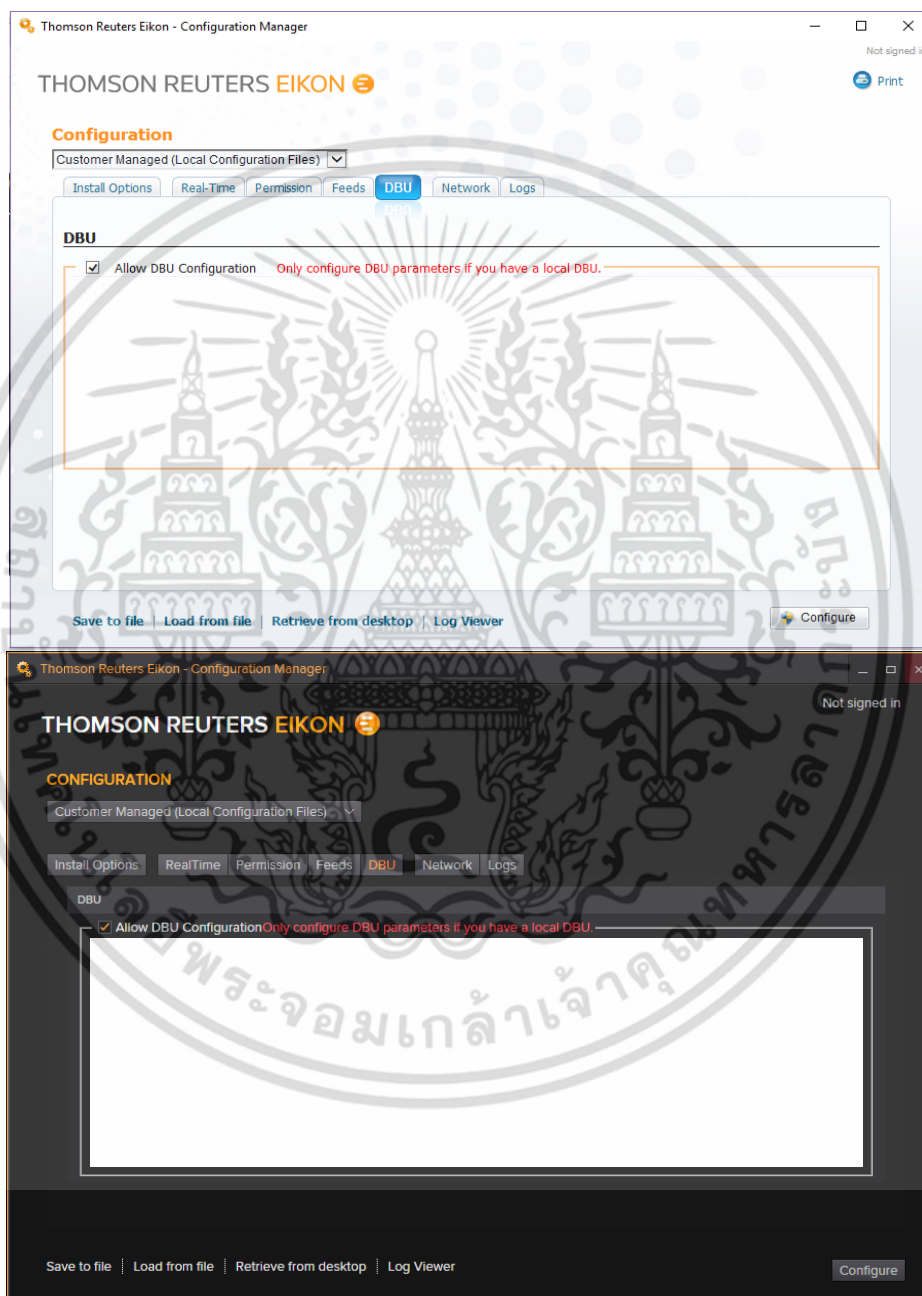 Thomson Reuters Eikon - Configuration Manager
Not signed in
THOMSON REUTERS EIKON
Print
Configuration
Customer Managed (Local Configuration Files)
Install Options Real-Time Permission Feeds DBU Network Logs
DBU
Allow DBU Configuration Only configure DBU parameters if you have a local DBU.
Save to file | Load from file | Retrieve from desktop | Log Viewer
Configure
Thomson Reuters Eikon - Configuration Manager
Not signed in
THOMSON REUTERS EIKON
CONFIGURATION
Customer Managed (Local Configuration Files)
Install Options RealTime Permission Feeds DBU Network Logs
DBU
Allow DBU Configuration Only configure DBU parameters if you have a local DBU.
Save to file | Load from file | Retrieve from desktop | Log Viewer
Configure
พระจอมเกล้าเจ้าคุณทหาร